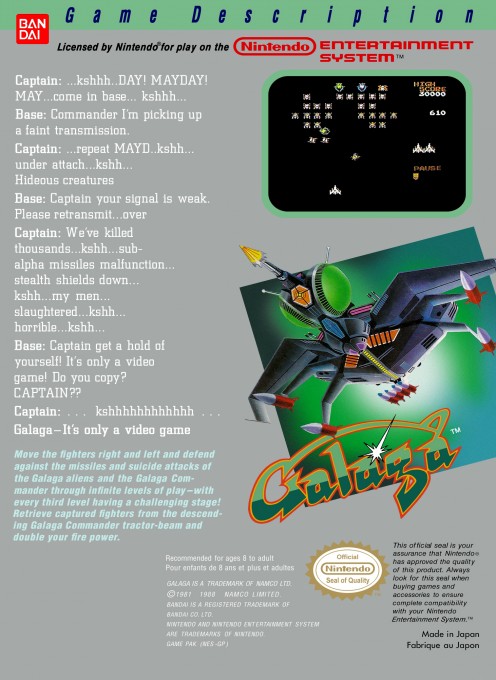 BAN
DAI
Game Description
Licensed by Nintendo® for play on the Nintendo® ENTERTAINMENT
SYSTEM™
Captain: ...kshhh..DAY! MAYDAY!
MAY...come in base... kshhh...
Base: Commander I'm picking up
a faint transmission.
Captain: ...repeat MAYD..kshh...
under attach...kshh...
Hideous creatures
Base: Captain your signal is weak.
Please retransmit...over
Captain: We've killed
thousands...kshh...sub-
alpha missiles malfunction...
stealth shields down...
kshh...my men...
slaughtered...kshh...
horrible...kshh...
Base: Captain get a hold of
yourself! It's only a video
game! Do you copy?
CAPTAIN??
Captain: . . . kshhhhhhhhhhhh . . .
Galaga—It's only a video game
Move the fighters right and left and defend
against the missiles and suicide attacks of
the Galaga aliens and the Galaga Com-
mander through infinite levels of play—with
every third level having a challenging stage!
Retrieve captured fighters from the descend-
ing Galaga Commander tractor-beam and
double your fire power.
HIGH
SCORE
30000
610
PAUSE
Galaga™
Recommended for ages 8 to adult
Pour enfants de 8 ans et plus et adultes
GALAGA IS A TRADEMARK OF NAMCO LTD.
©1981 1988 NAMCO LIMITED.
BANDAI IS A REGISTERED TRADEMARK OF
BANDAI CO. LTD.
NINTENDO AND NINTENDO ENTERTAINMENT SYSTEM
ARE TRADEMARKS OF NINTENDO
GAME PAK (NES-GP)
Official
Nintendo
Seal of Quality
This official seal is your
assurance that Nintendo®
has approved the quality
of this product. Always
look for this seal when
buying games and
accessories to ensure
complete compatibility
with your Nintendo
Entertainment System.™
Made in Japan
Fabrique au Japon